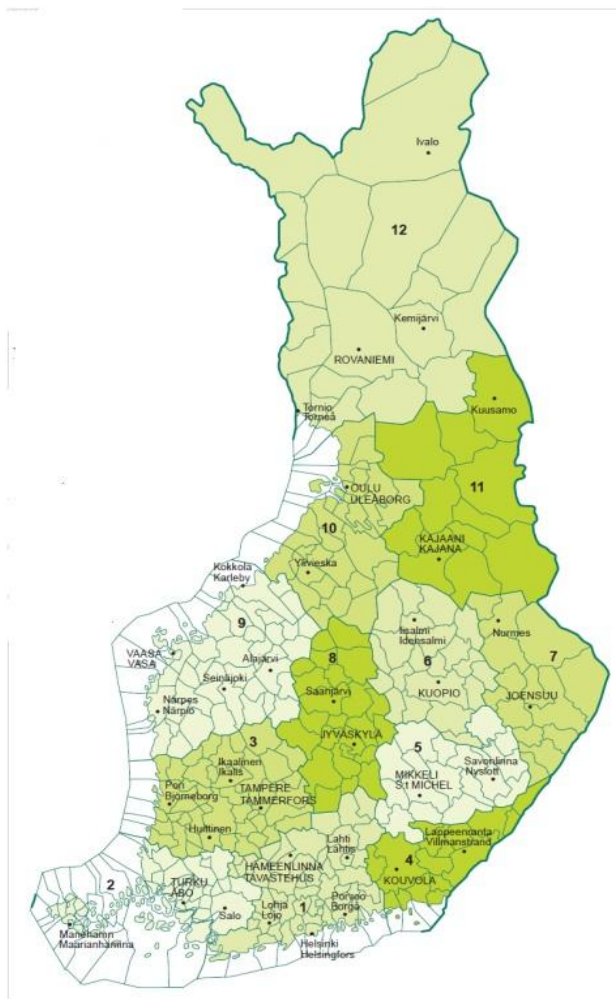 Ivalo
12
Kemijärvi
ROVANIEMI
Kuusamo
Tornio
Torneå
OULU
ULEÅBORG
11
10
KAJAANI
KAJANA
Ylivieska
Kokkola
Karleby
9
Iisalmi
Idensalmi
Nurmes
VAASA
VASA
8
6
7
Alajärvi
Seinäjoki
Saarijärvi
KUOPIO
JOENSUU
Närpes
Närpiö
3
JYVÄSKYLÄ
5
Ikaalinen
Ikalis
Savonlinna
Nyslott
Pori
Björneborg
TAMPERE
TAMMERFORS
MIKKELI
S:t MICHEL
Huittinen
Lahti
Lahtis
Lappeenranta
Villmanstrand
HÄMEENLINNA
TAVASTEHUS
4
KOUVOLA
2
TURKU
ÅBO
Salo
Lohja
Lojo
1
Porvoo
Borgå
Mariehamn
Maarianhamina
Helsinki
Helsingfors